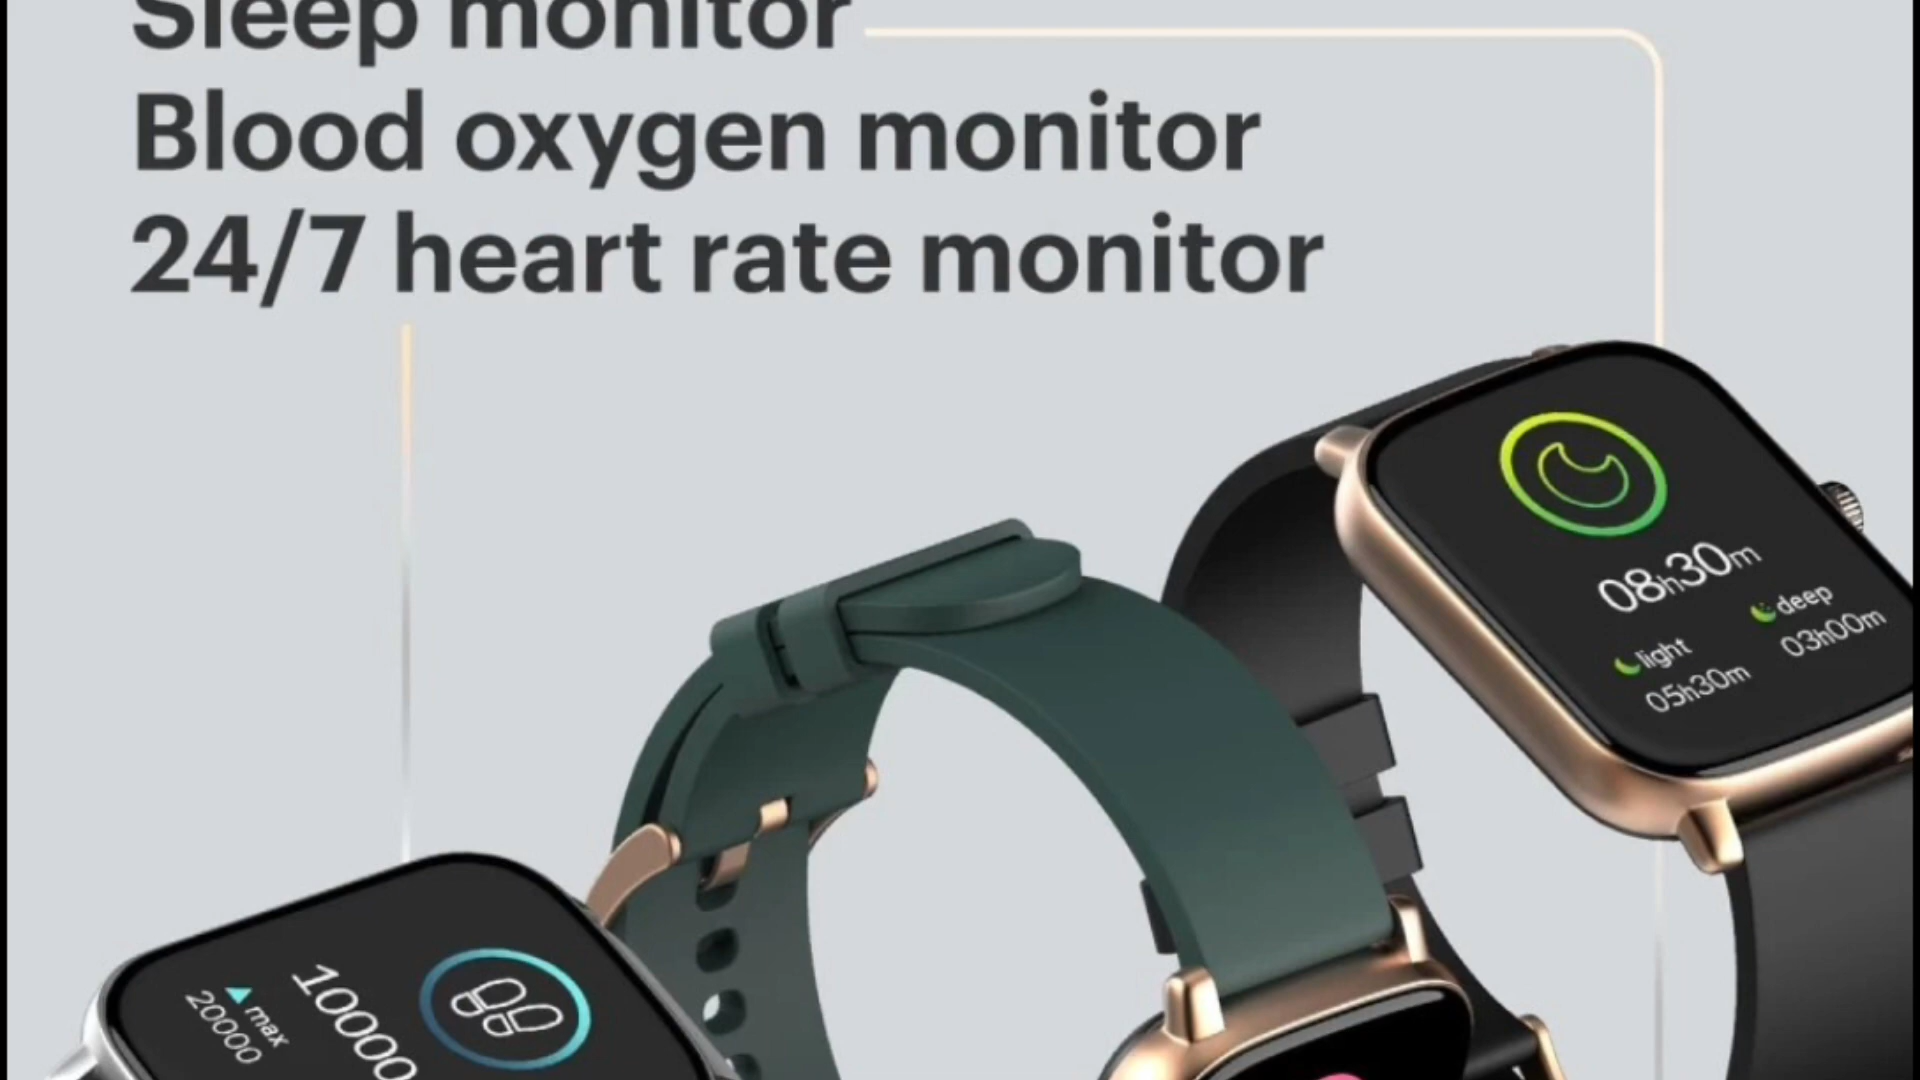 Sleep monitor
Blood oxygen monitor
24/7 heart rate monitor
08h30m
deep
03h00m
light
05h30m
10000
max
20000